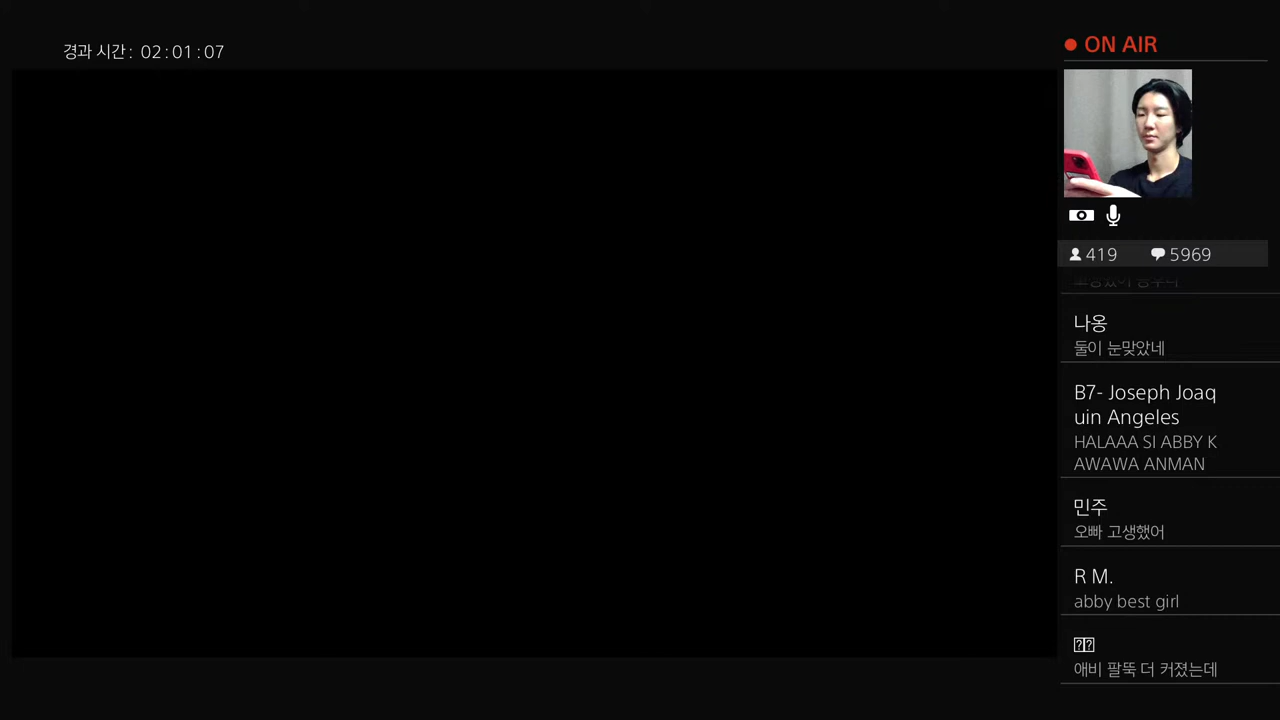 경과 시간 : 02 : 01 : 07
ON AIR
419 5969
나옹
둘이 눈맞았네
B7- Joseph Joaq
uin Angeles
HALAAA SI ABBY K
AWAWA ANMAN
민주
오빠 고생했어
R M.
abby best girl
애비 팔뚝 더 커졌는데